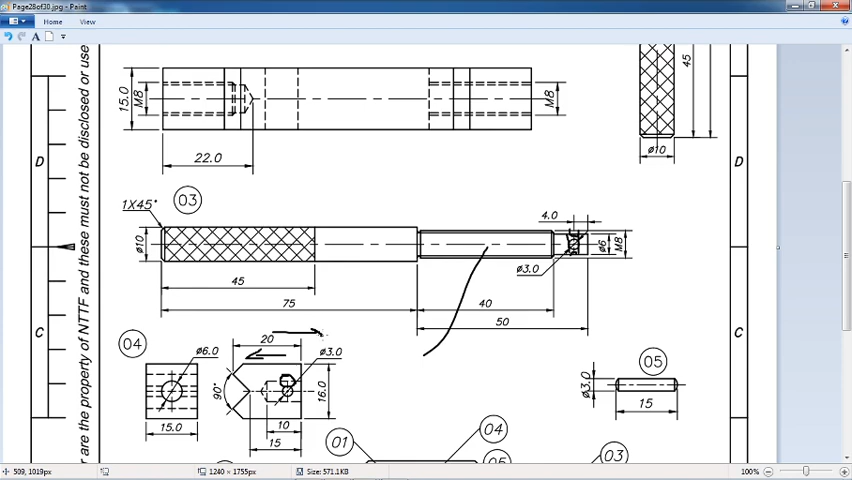 Page28of30.jpg - Paint
Home
View
A
ar are the property of NTTF and these must not be disclosed or use
D
C
15.0
M8
22.0
M8
45
ø10
D
C
1X45°
03
ø10
45
75
4.0
ø6
M8
ø3.0
40
50
04
ø6.0
15.0
20
90°
ø3.0
16.0
10
15
05
ø3.0
15
01
04
03
509, 1019px
1240 × 1755px
Size: 571.1KB
100%